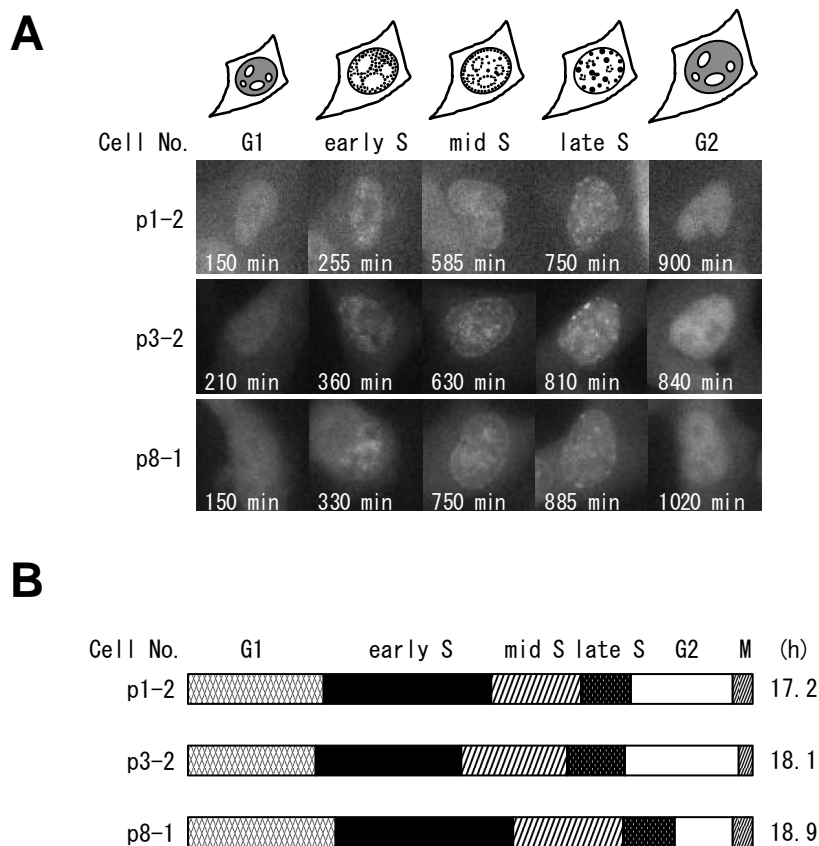 A
Cell No. G1 early S mid S late S G2
p1-2
150 min 255 min 585 min 750 min 900 min
p3-2
210 min 360 min 630 min 810 min 840 min
p8-1
150 min 330 min 750 min 885 min 1020 min
B
Cell No. G1 early S mid S late S G2 M (h)
p1-2 17.2
p3-2 18.1
p8-1 18.9